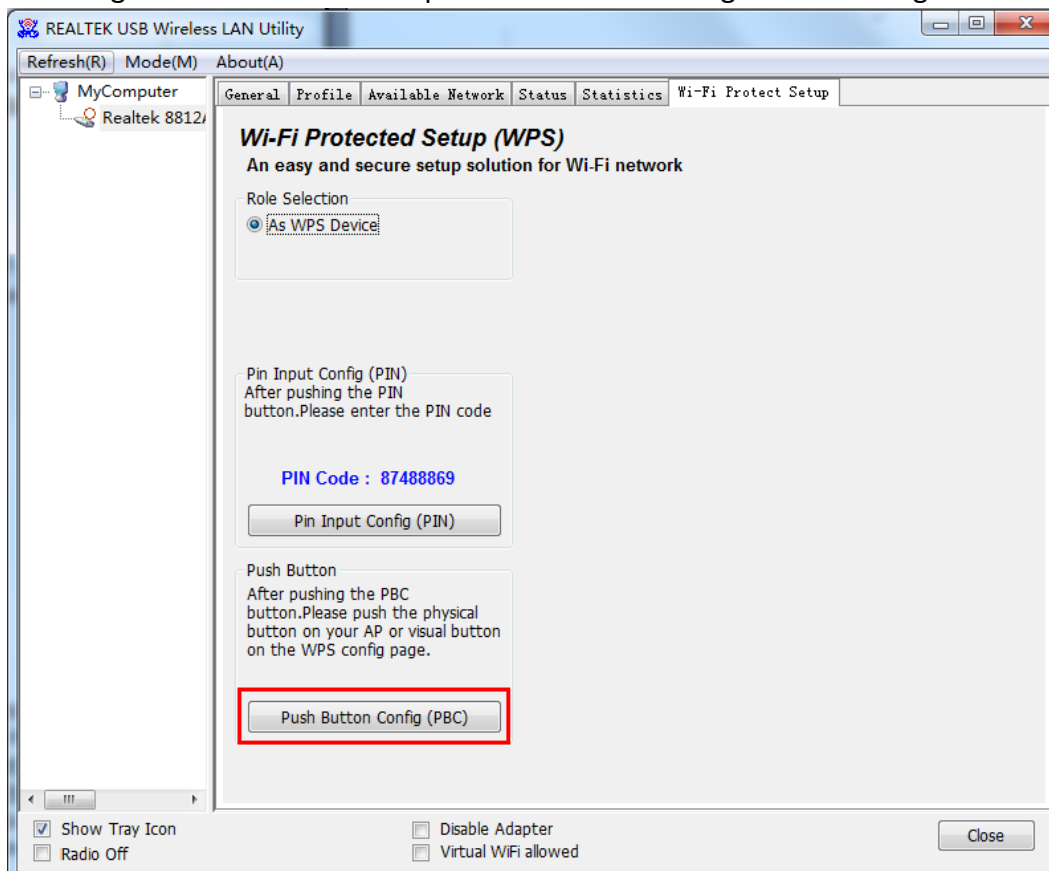 REALTEK USB Wireless LAN Utility
Refresh(R) Mode(M) About(A)
MyComputer
Realtek 8812
General Profile Available Network Status Statistics Wi-Fi Protect Setup
Wi-Fi Protected Setup (WPS)
An easy and secure setup solution for Wi-Fi network
Role Selection
As WPS Device
Pin Input Config (PIN)
After pushing the PIN
button.Please enter the PIN code
PIN Code : 87488869
Pin Input Config (PIN)
Push Button
After pushing the PBC
button.Please push the physical
button on your AP or visual button
on the WPS config page.
Push Button Config (PBC)
Show Tray Icon
Radio Off
Disable Adapter
Virtual WiFi allowed
Close